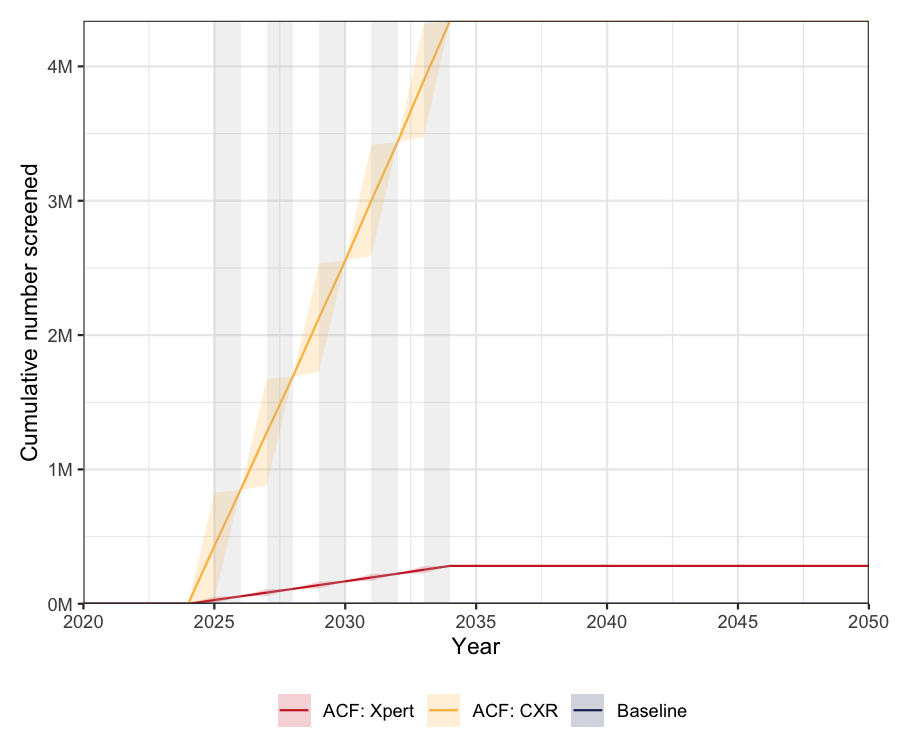 Cumulative number screened
4M
3M
2M
1M
0M
2020 2025 2030 2035 2040 2045 2050
Year
ACF: Xpert ACF: CXR Baseline